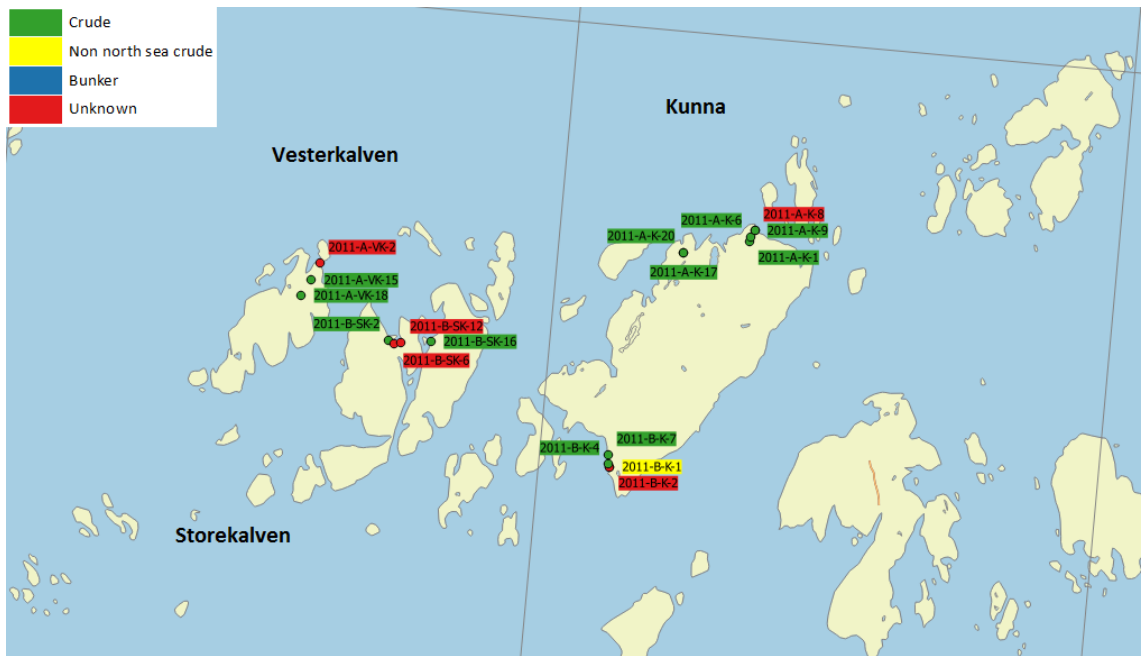 Crude
Non north sea crude
Bunker
Unknown
Kunna
Vesterkalven
2011-A-K-6
2011-A-K-8
2011-A-K-9
2011-A-K-20
2011-A-K-1
2011-A-K-17
2011-A-VK-2
2011-A-VK-15
2011-A-VK-18
2011-B-SK-2
2011-B-SK-12
2011-B-SK-16
2011-B-SK-6
2011-B-K-7
2011-B-K-4
2011-B-K-1
2011-B-K-2
Storekalven